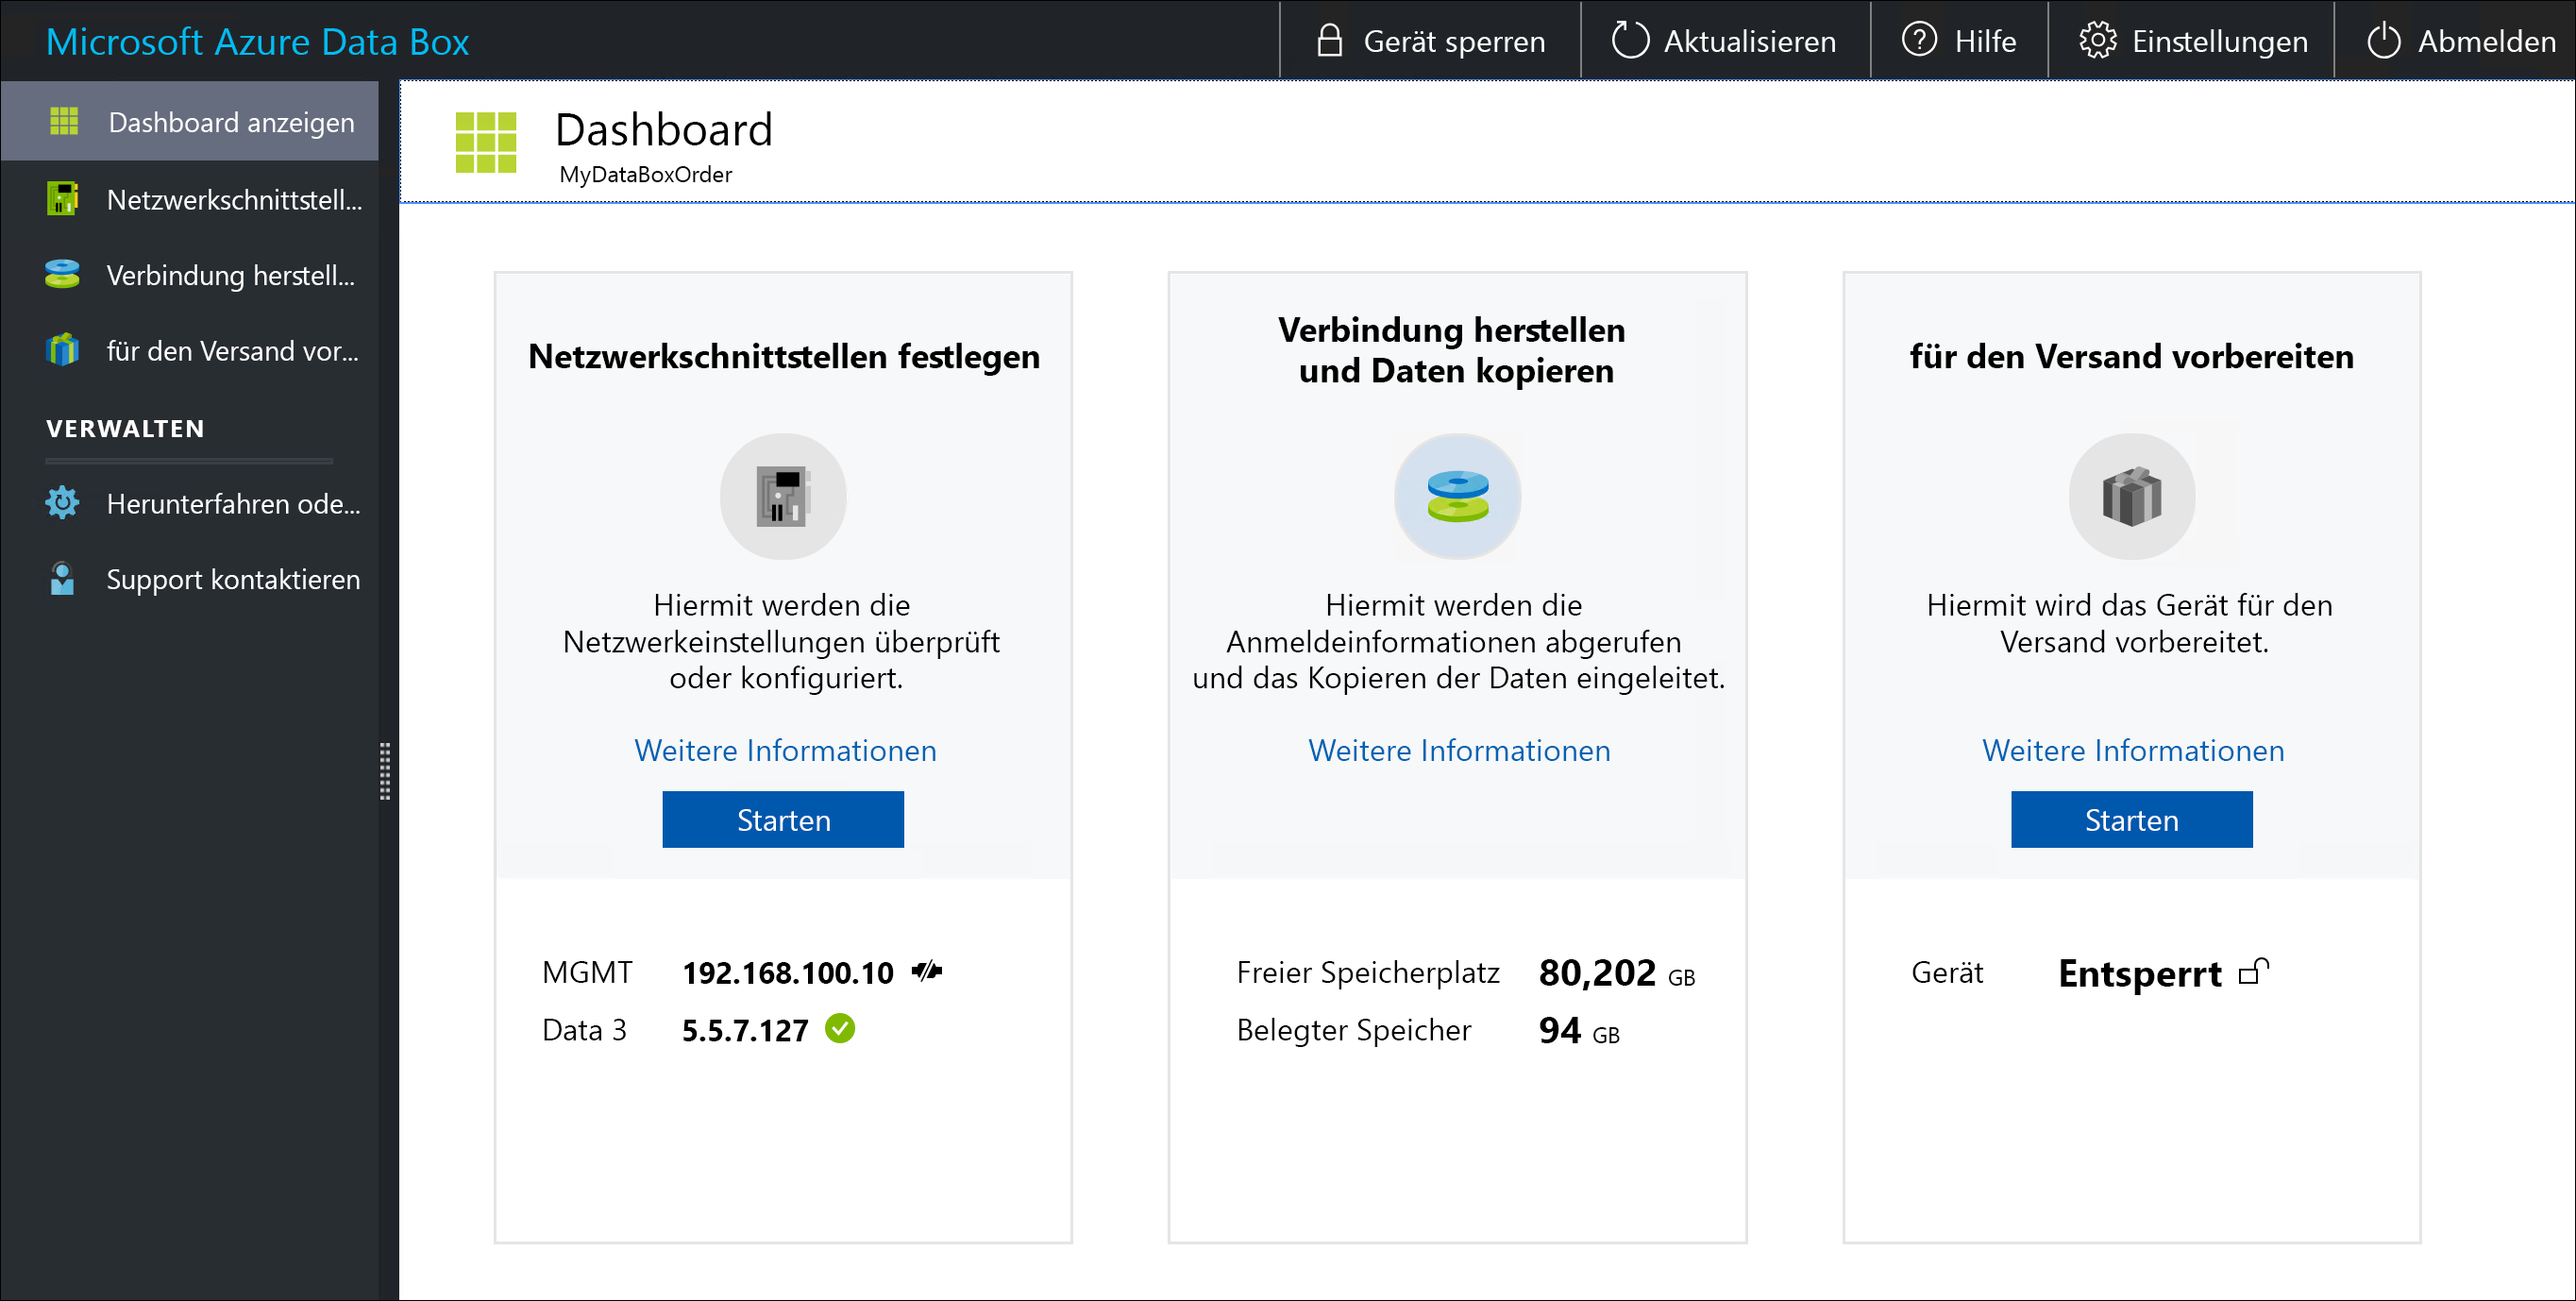 Microsoft Azure Data Box
Gerät sperren
Aktualisieren
Hilfe
Einstellungen
Abmelden
Dashboard anzeigen
Netzwerkschnittstell...
Verbindung herstell...
für den Versand vor...
VERWALTEN
Herunterfahren ode...
Support kontaktieren
Dashboard
MyDataBoxOrder
Netzwerkschnittstellen festlegen
Hiermit werden die
Netzwerkeinstellungen überprüft
oder konfiguriert.
Weitere Informationen
Starten
MGMT 192.168.100.10
Data 3 5.5.7.127
Verbindung herstellen
und Daten kopieren
Hiermit werden die
Anmeldeinformationen abgerufen
und das Kopieren der Daten eingeleitet.
Weitere Informationen
Freier Speicherplatz 80,202 GB
Belegter Speicher 94 GB
für den Versand vorbereiten
Hiermit wird das Gerät für den
Versand vorbereitet.
Weitere Informationen
Starten
Gerät Entsperrt